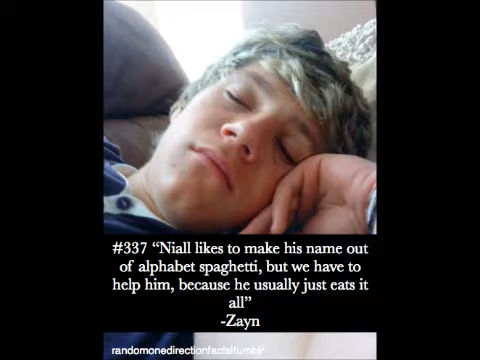 #337 “Niall likes to make his name out
of alphabet spaghetti, but we have to
help him, because he usually just eats it
all”
-Zayn
randomonedirectionfacts|tumblr